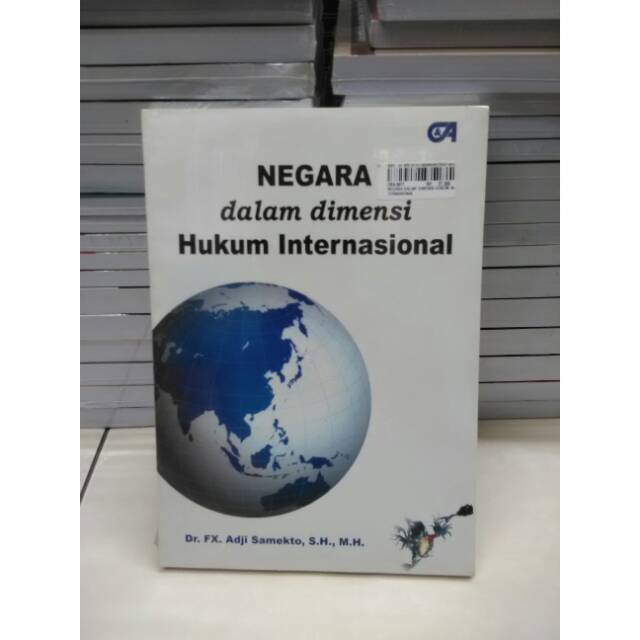 NEGARA
dalam dimensi
Hukum Internasional
Dr. FX. Adji Samekto, S.H., M.H.